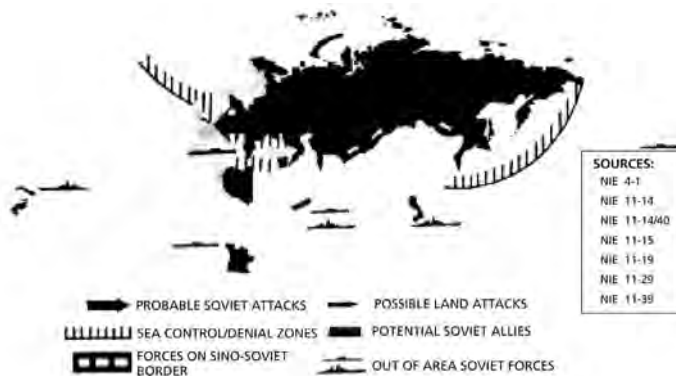 SOURCES:
NIE 4-1
NIE 11-14
NIE 11-14/40
NIE 11-15
NIE 11-19
NIE 11-29
NIE 11-39
PROBABLE SOVIET ATTACKS
POSSIBLE LAND ATTACKS
SEA CONTROL/DENIAL ZONES
POTENTIAL SOVIET ALLIES
FORCES ON SINO-SOVIET
BORDER
OUT OF AREA SOVIET FORCES